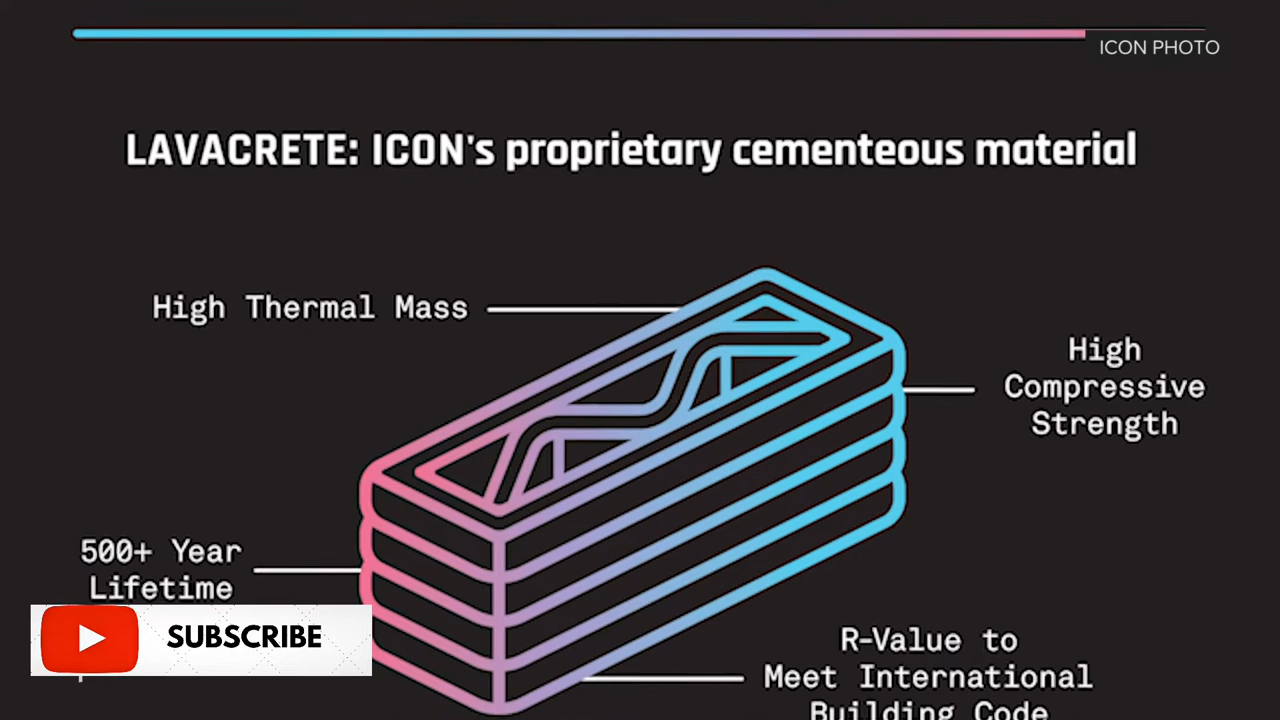 ICON PHOTO
LAVACRETE: ICON's proprietary cementeous material
High Thermal Mass
High
Compressive
Strength
500+ Year
Lifetime
SUBSCRIBE
R-Value to
Meet International
Building Code